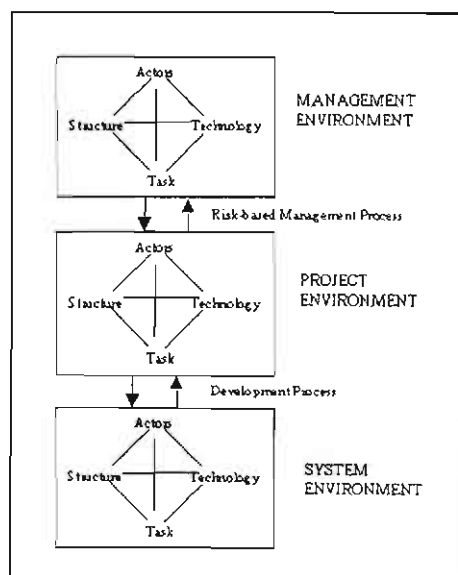 Actors
Structure Technology
Task
MANAGEMENT
ENVIRONMENT
Risk-based Management Process
Actors
Structure Technology
Task
PROJECT
ENVIRONMENT
Development Process
Actors
Structure Technology
Task
SYSTEM
ENVIRONMENT